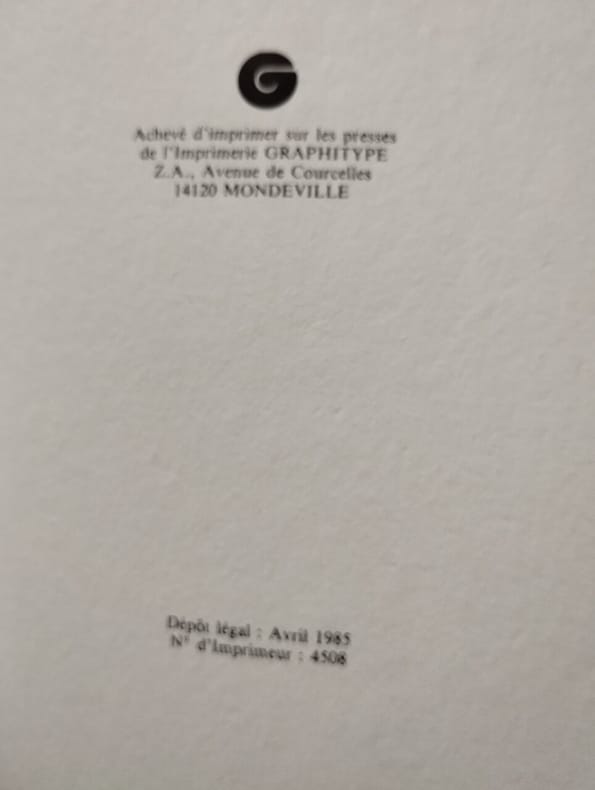 G
Achevé d'imprimer sur les presses
de l'Imprimerie GRAPHITYPE
Z.A., Avenue de Courcelles
14120 MONDEVILLE
Dépôt légal : Avril 1985
N° d'Imprimeur : 4508